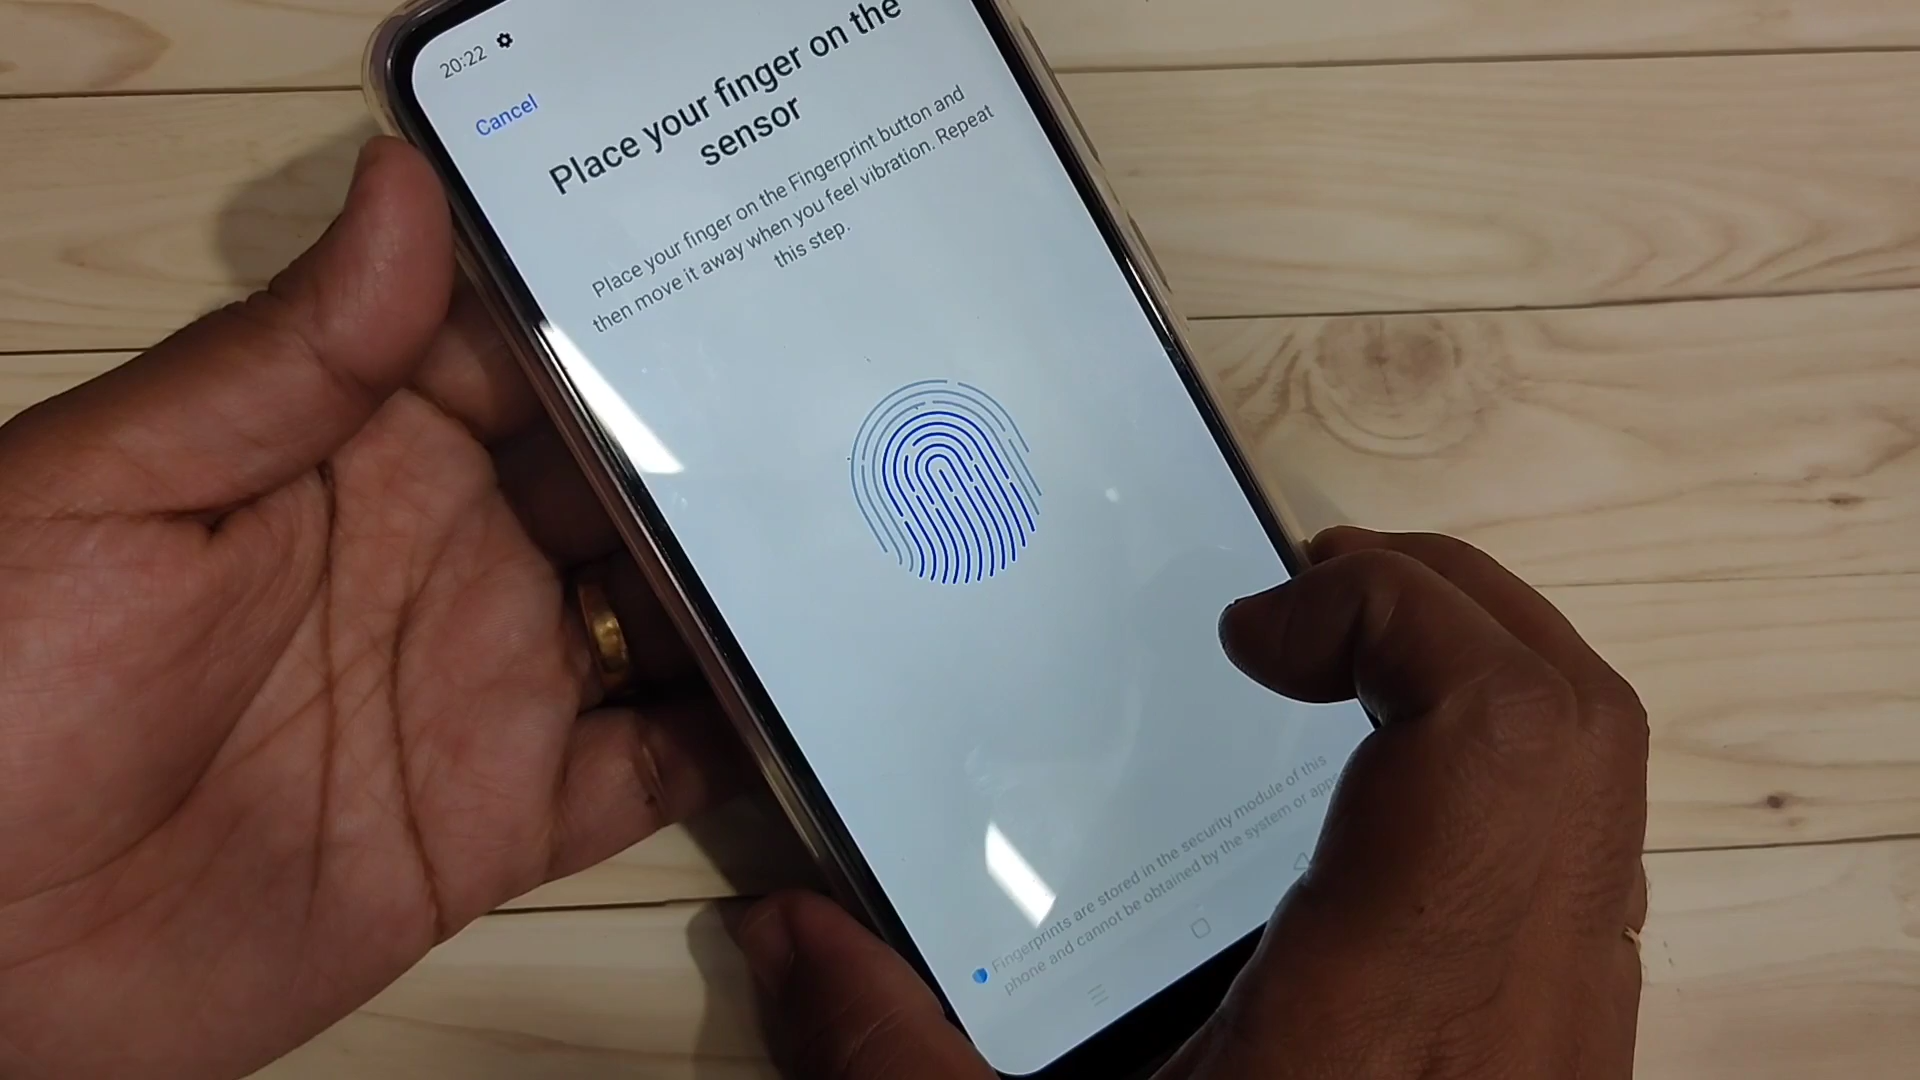 20:22
Cancel
Place your finger on the
sensor
Place your finger on the Fingerprint button and
then move it away when you feel vibration. Repeat
this step.
Fingerprints are stored in the security module of this
phone and cannot be obtained by the system or apps